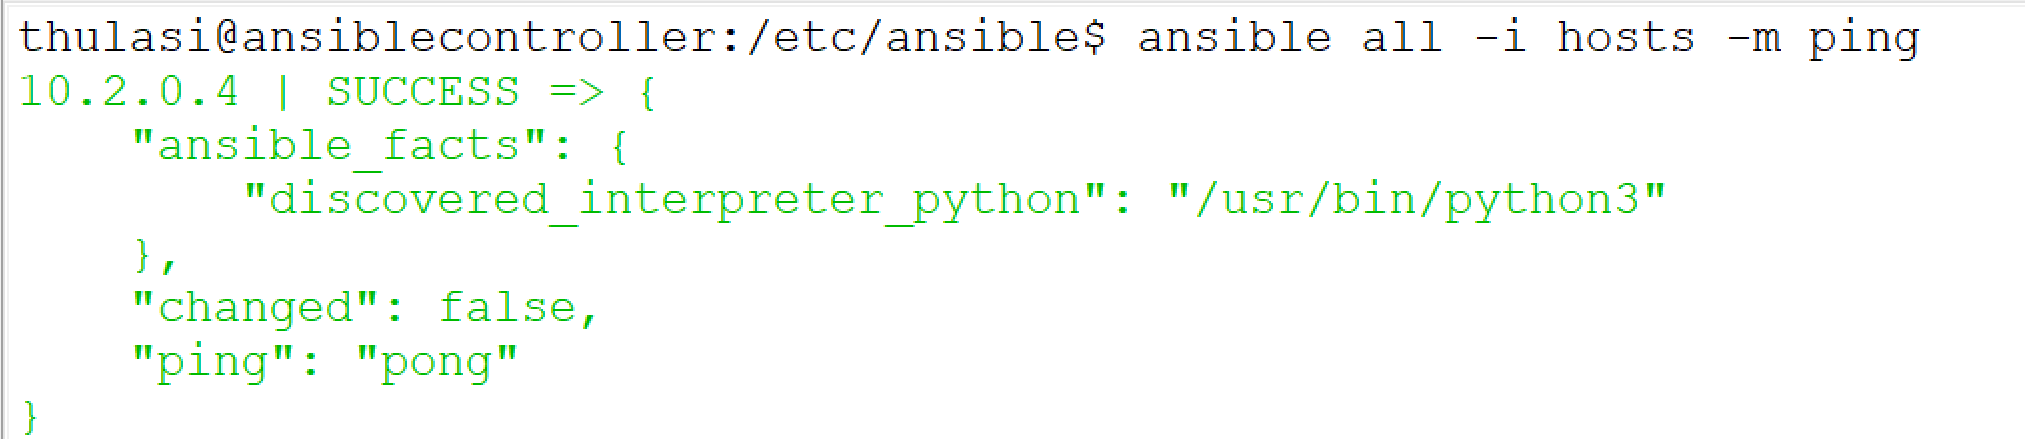 thulasi@ansiblecontroller:/etc/ansible$ ansible all -i hosts -m ping
10.2.0.4 | SUCCESS => {
    "ansible_facts": {
        "discovered_interpreter_python": "/usr/bin/python3"
    },
    "changed": false,
    "ping": "pong"
}